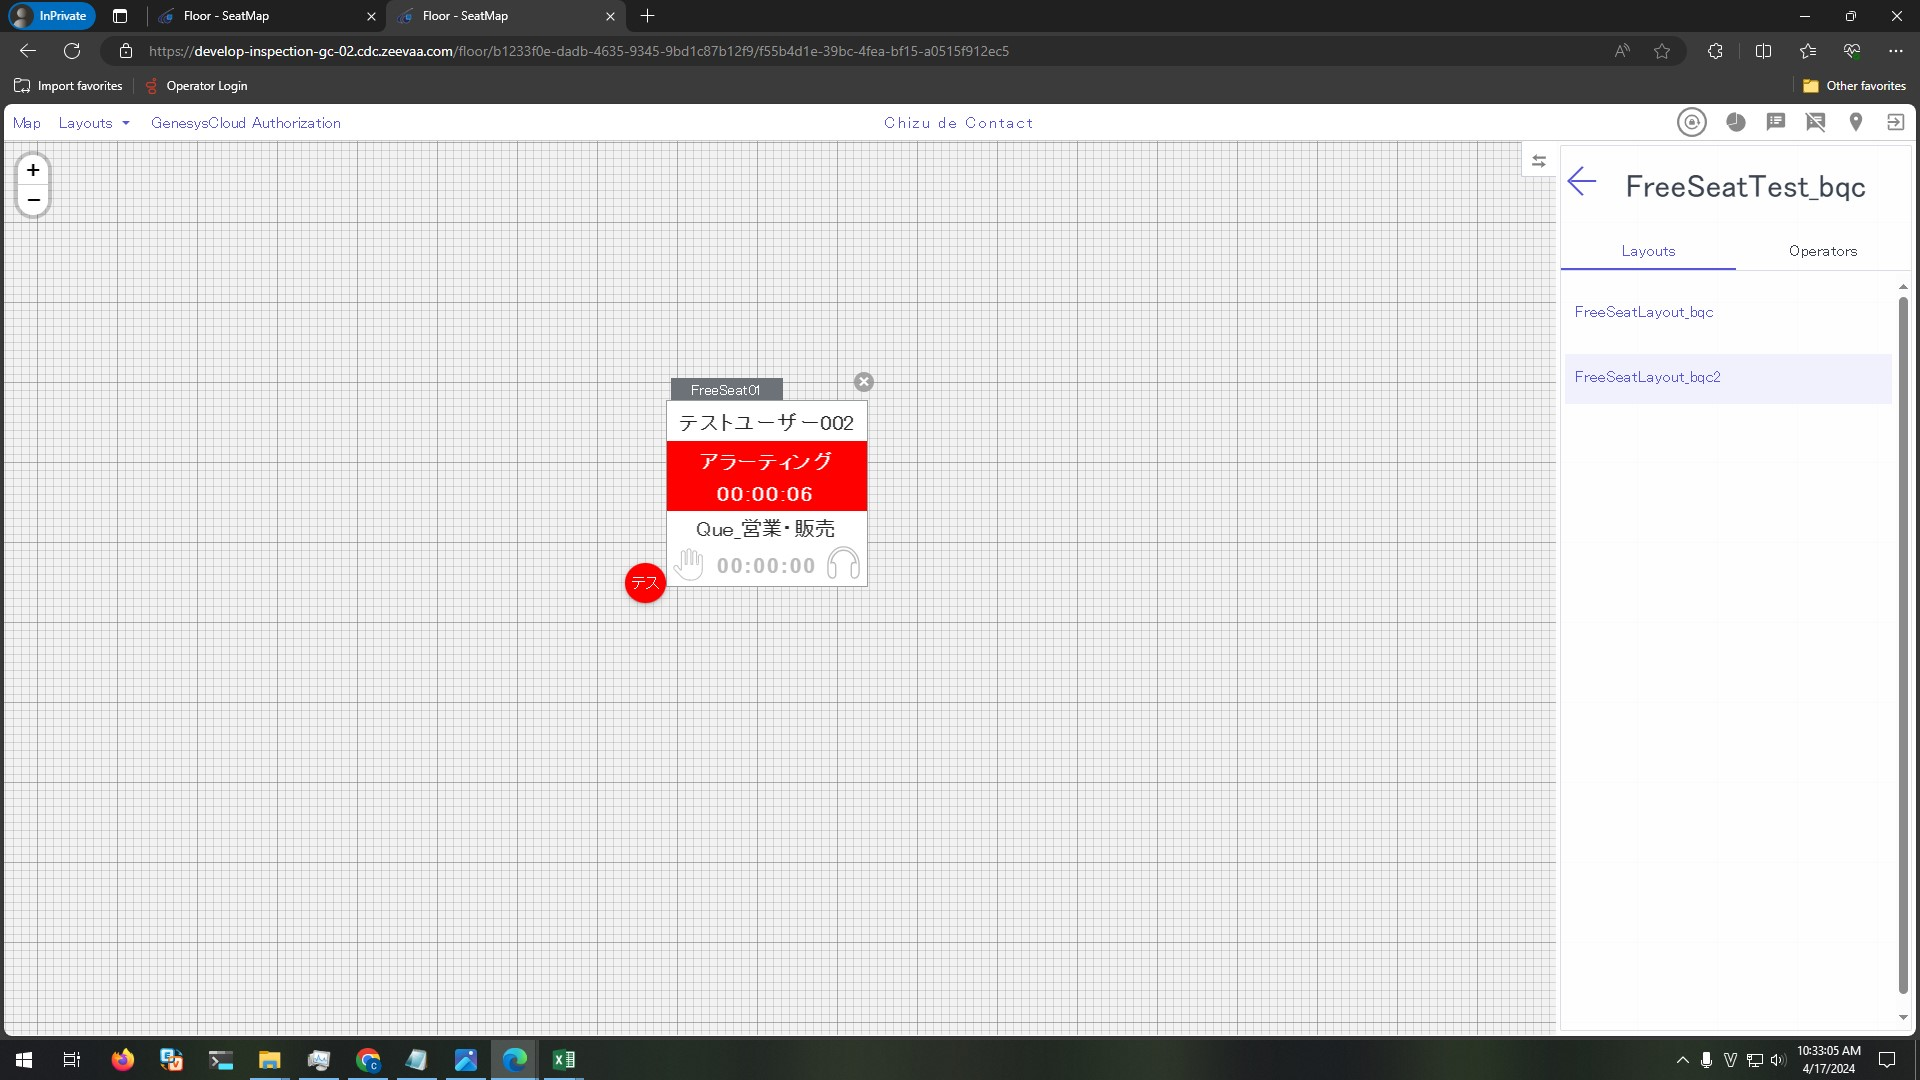 InPrivate
Floor - SeatMap
Floor - SeatMap
https://develop-inspection-gc-02.cdc.zeevaa.com/floor/b1233f0e-dadb-4635-9345-9bd1c87b12f9/f55b4d1e-39bc-4fea-bf15-a0515f912ec5
Import favorites
Operator Login
Other favorites
Map
Layouts
GenesysCloud Authorization
Chizu de Contact
+
−
FreeSeatTest_bqc
Layouts
Operators
FreeSeatLayout_bqc
FreeSeatLayout_bqc2
FreeSeat01
テストユーザー002
アラーティング
00:00:06
Que_営業・販売
00:00:00
テス
10:33:05 AM
4/17/2024